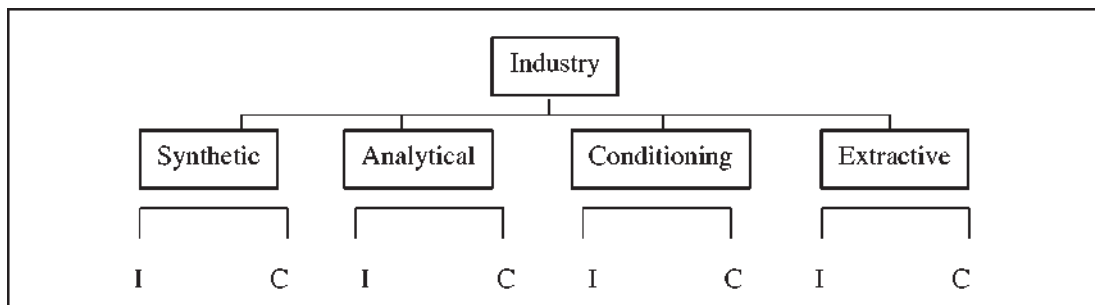 Industry
Synthetic Analytical Conditioning Extractive
I C I C I C I C